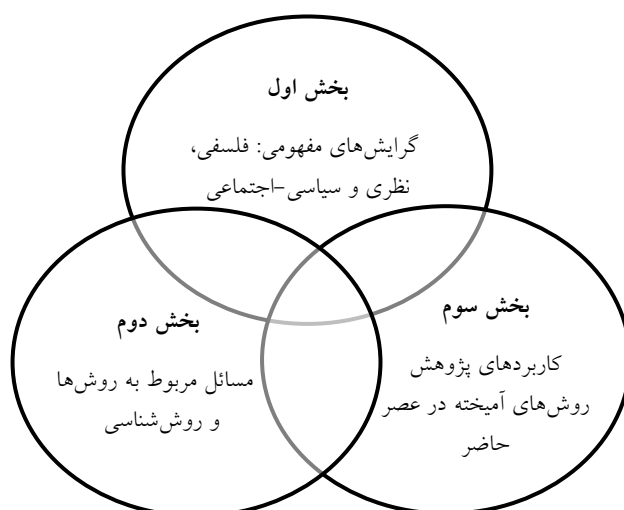 بخش اول
گرایش‌های مفهومی: فلسفی،
نظری و سیاسی-اجتماعی
بخش سوم
کاربردهای پژوهش
روش‌های آمیخته در عصر
حاضر
بخش دوم
مسائل مربوط به روش‌ها
و روش‌شناسی